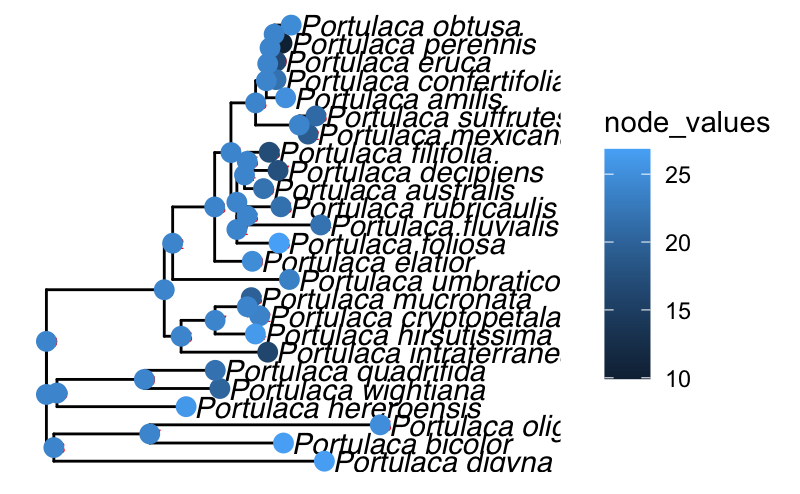 Portulaca obtusa
Portulaca perennis
Portulaca eruca
Portulaca confertifolia
Portulaca amilis
Portulaca suffrutes
Portulaca mexicana
Portulaca filifolia
Portulaca decipiens
Portulaca australis
Portulaca rubricaulis
Portulaca fluvialis
Portulaca foliosa
Portulaca elatior
Portulaca umbratico
Portulaca mucronata
Portulaca cryptopetala
Portulaca hirsutissima
Portulaca intraterrane
Portulaca quadrifida
Portulaca wightiana
Portulaca hereroensis
Portulaca olig
Portulaca bicolor
Portulaca digyna
node_values
25
20
15
10